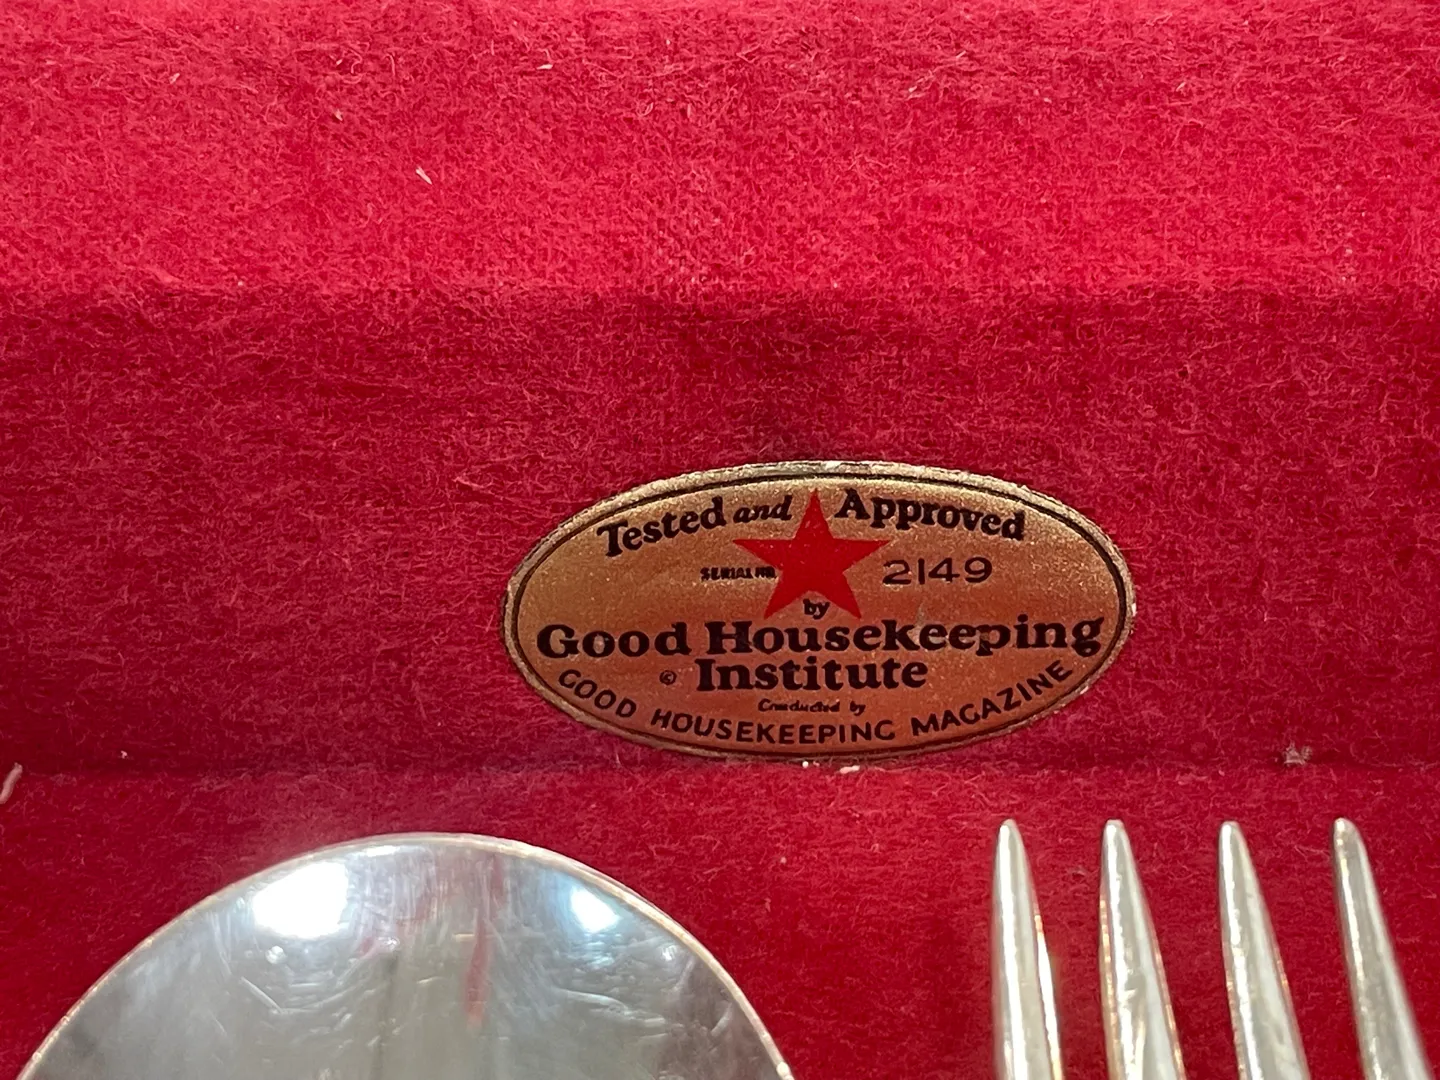 Tested and Approved
SERIAL NO. 2149
by
Good Housekeeping
© Institute
Conducted by
GOOD HOUSEKEEPING MAGAZINE